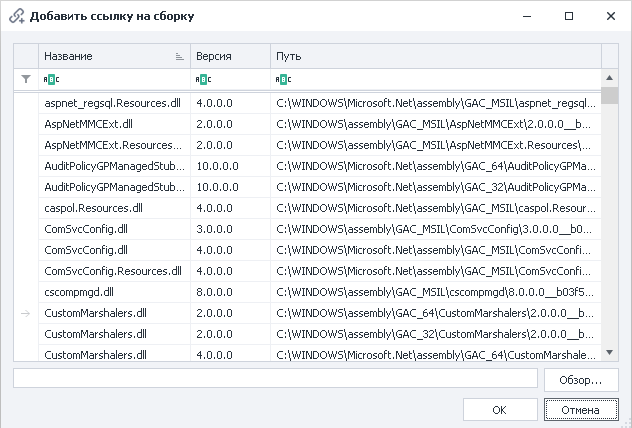 Добавить ссылку на сборку
Название Версия Путь
ABC ABC ABC
aspnet_regsql.Resources.dll 4.0.0.0 C:\WINDOWS\Microsoft.Net\assembly\GAC_MSIL\aspnet_regsql...
AspNetMMCExt.dll 2.0.0.0 C:\WINDOWS\assembly\GAC_MSIL\AspNetMMCExt\2.0.0.0__b...
AspNetMMCExt.Resources... 2.0.0.0 C:\WINDOWS\assembly\GAC_MSIL\AspNetMMCExt.Resources\...
AuditPolicyGPManagedStub... 10.0.0.0 C:\WINDOWS\Microsoft.Net\assembly\GAC_64\AuditPolicyGPMa...
AuditPolicyGPManagedStub... 10.0.0.0 C:\WINDOWS\Microsoft.Net\assembly\GAC_32\AuditPolicyGPMa...
caspol.Resources.dll 4.0.0.0 C:\WINDOWS\Microsoft.Net\assembly\GAC_MSIL\caspol.Resour...
ComSvcConfig.dll 3.0.0.0 C:\WINDOWS\assembly\GAC_MSIL\ComSvcConfig\3.0.0.0__b0...
ComSvcConfig.dll 4.0.0.0 C:\WINDOWS\Microsoft.Net\assembly\GAC_MSIL\ComSvcConfi...
ComSvcConfig.Resources.dll 4.0.0.0 C:\WINDOWS\Microsoft.Net\assembly\GAC_MSIL\ComSvcConfi...
cscompmgd.dll 8.0.0.0 C:\WINDOWS\assembly\GAC_MSIL\cscompmgd\8.0.0.0__b03f5...
CustomMarshalers.dll 2.0.0.0 C:\WINDOWS\assembly\GAC_64\CustomMarshalers\2.0.0.0__b...
CustomMarshalers.dll 2.0.0.0 C:\WINDOWS\assembly\GAC_32\CustomMarshalers\2.0.0.0__b...
CustomMarshalers.dll 4.0.0.0 C:\WINDOWS\Microsoft.Net\assembly\GAC_64\CustomMarshale...
Обзор...
OK Отмена